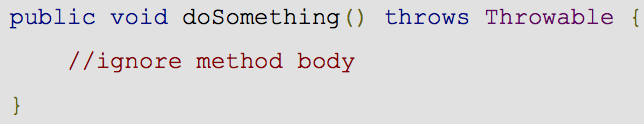 public void doSomething() throws Throwable {
    //ignore method body
}